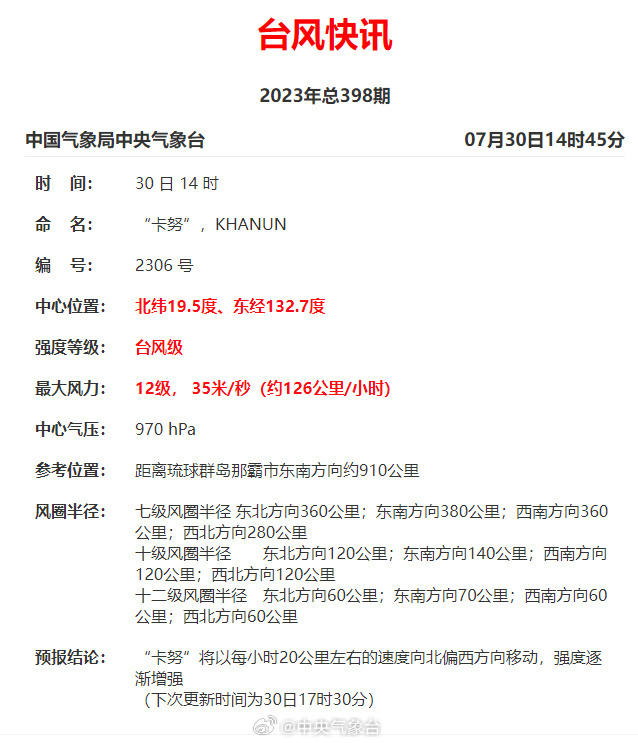 台风快讯
2023年总398期
中国气象局中央气象台 07月30日14时45分
时 间： 30 日 14 时
命 名： “卡努”，KHANUN
编 号： 2306 号
中心位置： 北纬19.5度、东经132.7度
强度等级： 台风级
最大风力： 12级， 35米/秒（约126公里/小时）
中心气压： 970 hPa
参考位置： 距离琉球群岛那霸市东南方向约910公里
风圈半径： 七级风圈半径 东北方向360公里；东南方向380公里；西南方向360
公里；西北方向280公里
十级风圈半径 东北方向120公里；东南方向140公里；西南方向
120公里；西北方向120公里
十二级风圈半径 东北方向60公里；东南方向70公里；西南方向60
公里；西北方向60公里
预报结论： “卡努”将以每小时20公里左右的速度向北偏西方向移动，强度逐
渐增强
（下次更新时间为30日17时30分）
@中央气象台